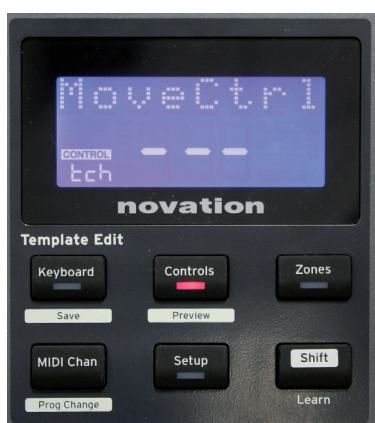 MoveCtrl
CONTROL
---
tch
novation
Template Edit
Keyboard
Controls
Zones
Save
Preview
MIDI Chan
Setup
Shift
Prog Change
Learn